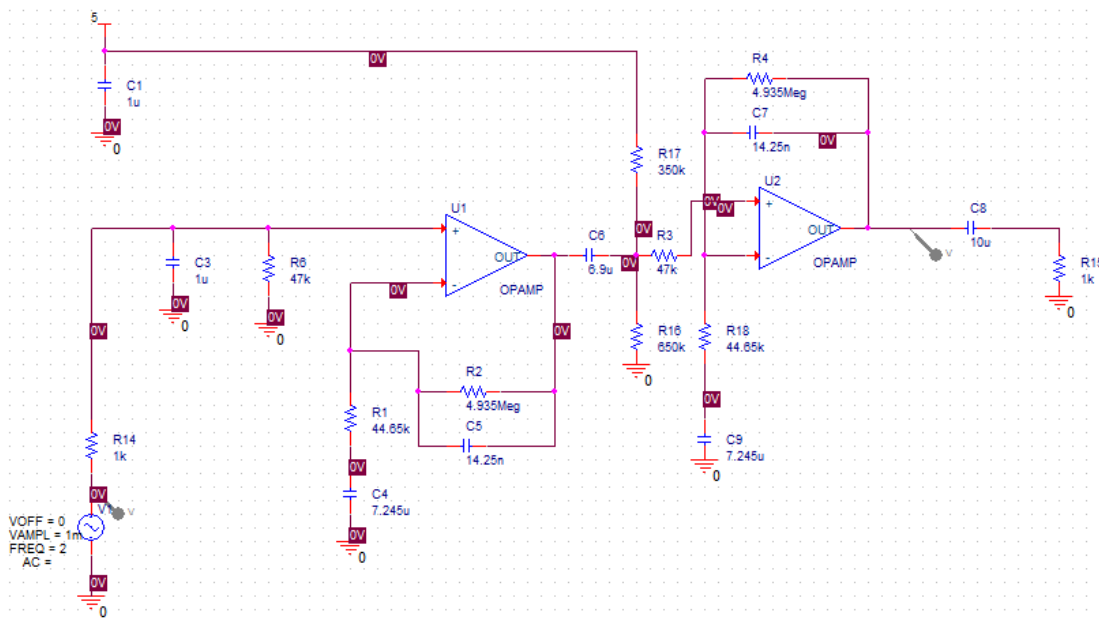 5
0V
C1
1u
0V
0
R4
4.935Meg
C7
14.25n
0V
R17
350k
U2
0V
0V
+
-
OUT
OPAMP
C8
10u
R15
1k
0
U1
+
-
OUT
OPAMP
C3
1u
0V
0
R6
47k
0V
0
0V
0V
C6
6.9u
0V
0V
R3
47k
R16
650k
0
R18
44.65k
0V
C9
7.245u
0
0V
R2
4.935Meg
C5
14.25n
R1
44.65k
0V
C4
7.245u
0V
0
R14
1k
0V
V
V
V
VOFF = 0
VAMPL = 1m
FREQ = 2
AC =
0V
0